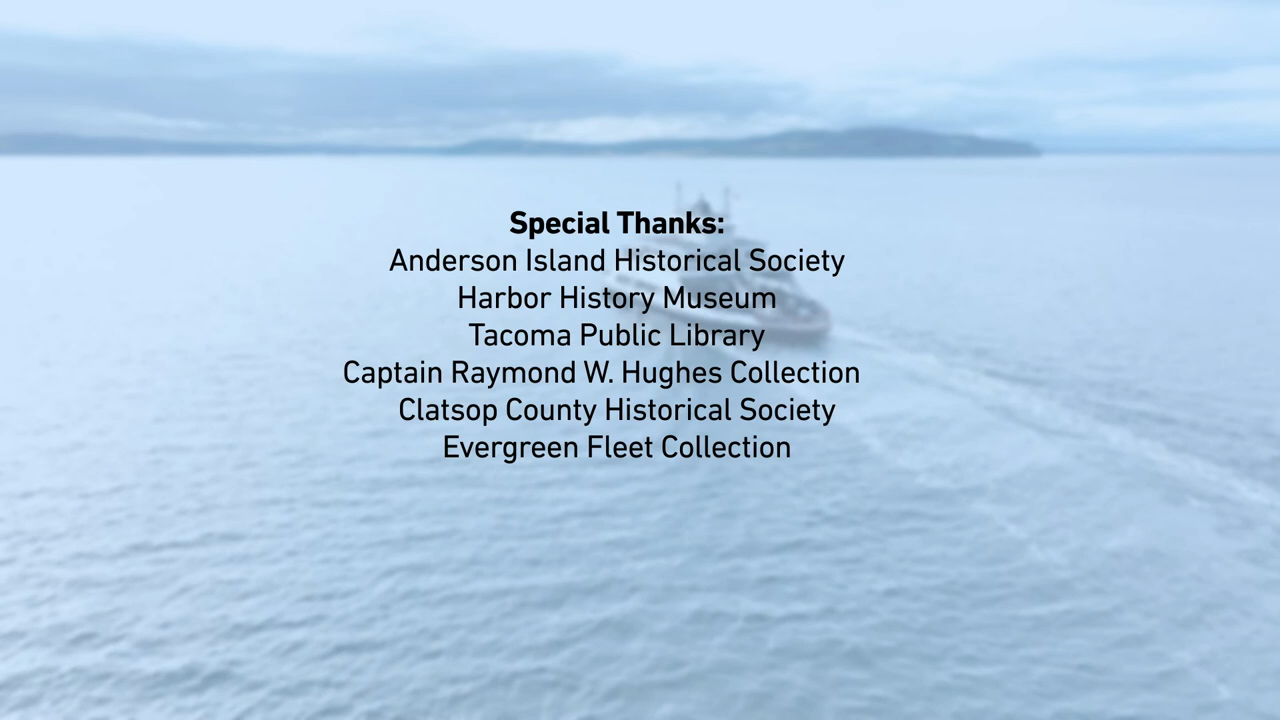 Special Thanks:
Anderson Island Historical Society
Harbor History Museum
Tacoma Public Library
Captain Raymond W. Hughes Collection
Clatsop County Historical Society
Evergreen Fleet Collection